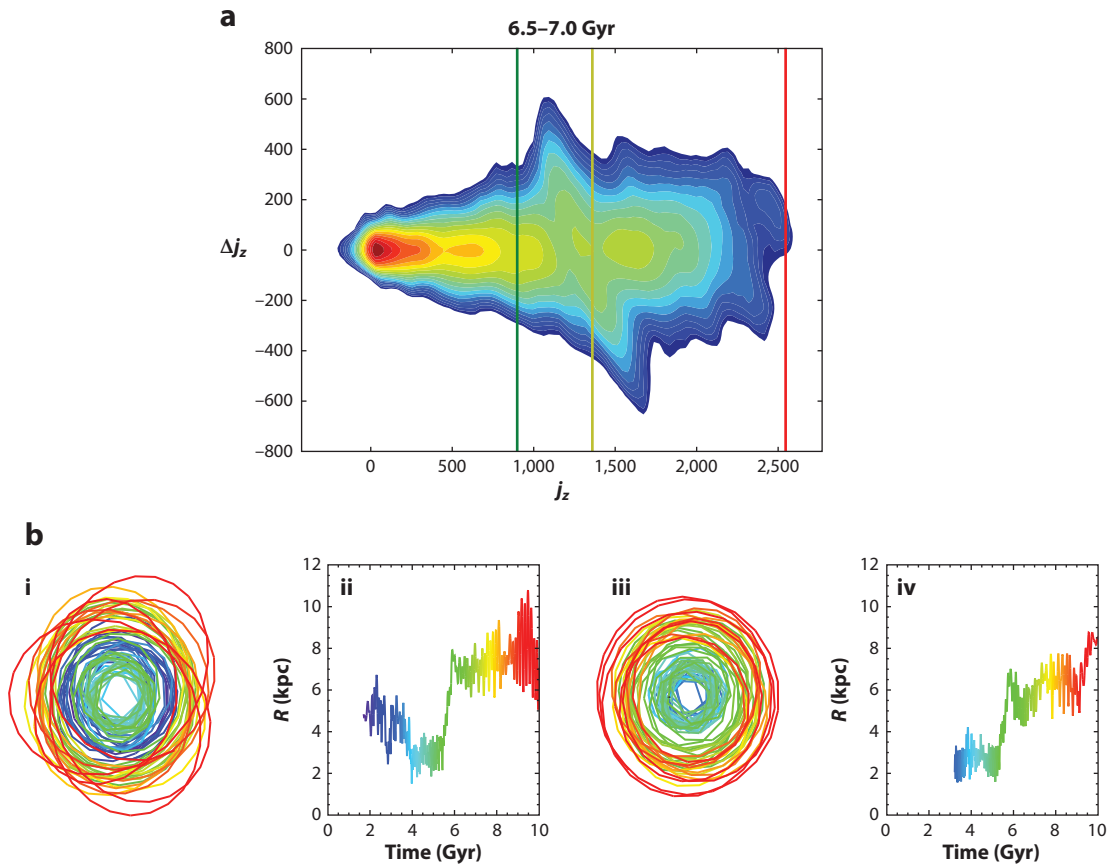 a
6.5–7.0 Gyr
800
600
400
200
0
–200
–400
–600
–800
Δj_z
0 500 1,000 1,500 2,000 2,500
j_z
b
i
ii
12
10
8
6
4
2
0
R (kpc)
0 2 4 6 8 10
Time (Gyr)
iii
iv
12
10
8
6
4
2
0
R (kpc)
0 2 4 6 8 10
Time (Gyr)